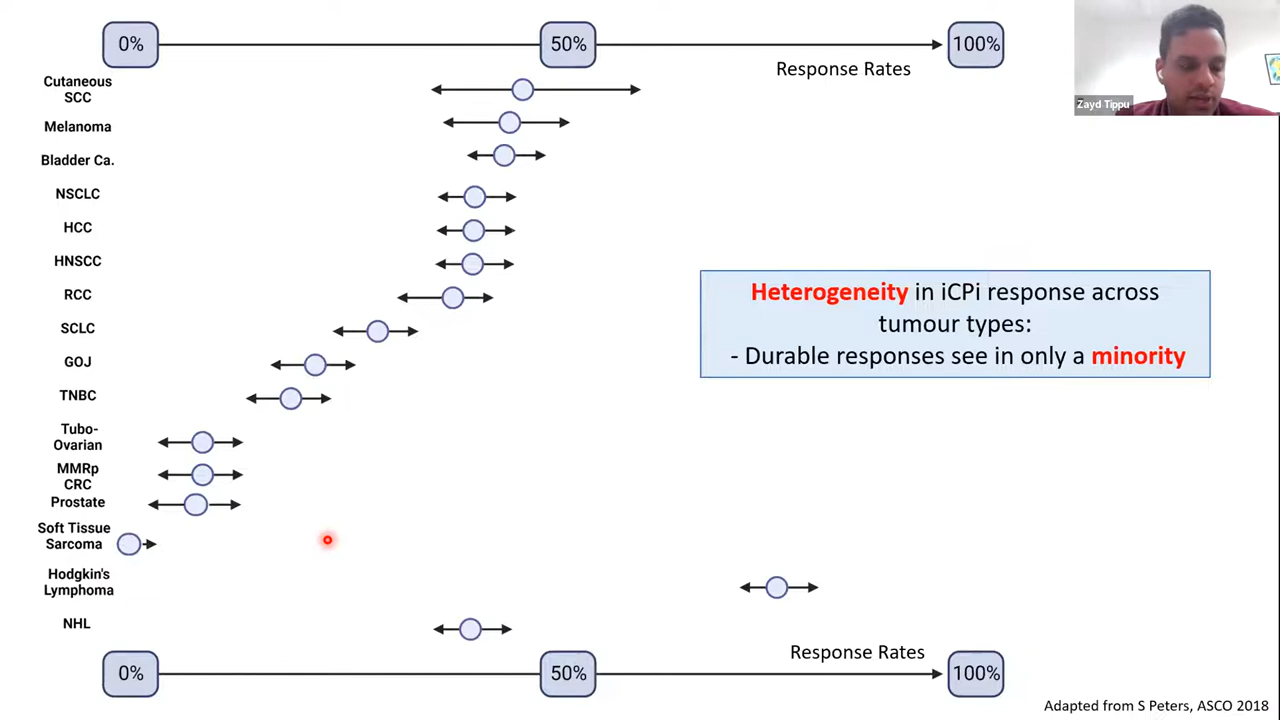 0%
50%
100%
Response Rates
Zayd Tippu
Cutaneous
SCC
Melanoma
Bladder Ca.
NSCLC
HCC
HNSCC
RCC
SCLC
GOJ
TNBC
Tubo-
Ovarian
MMRp
CRC
Prostate
Soft Tissue
Sarcoma
Hodgkin's
Lymphoma
NHL
Heterogeneity in iCPi response across
tumour types:
- Durable responses see in only a minority
Response Rates
0%
50%
100%
Adapted from S Peters, ASCO 2018